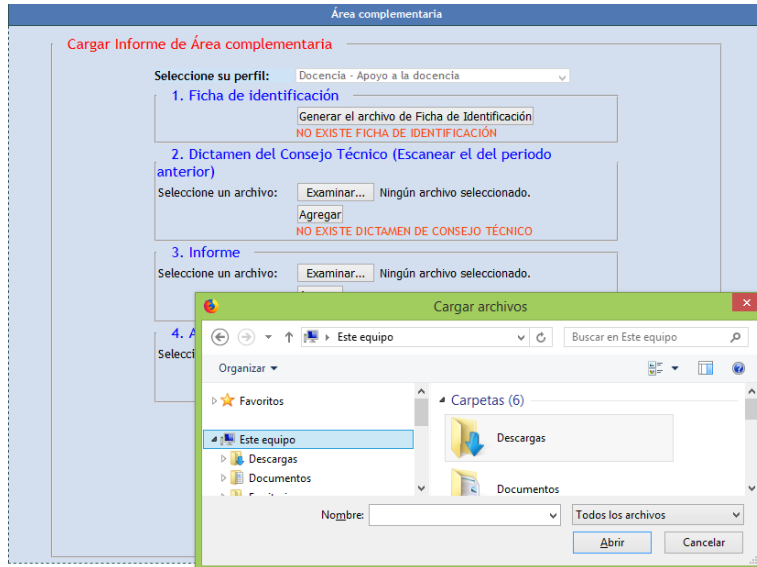 Área complementaria
Cargar Informe de Área complementaria
Seleccione su perfil: Docencia - Apoyo a la docencia
1. Ficha de identificación
Generar el archivo de Ficha de Identificación
NO EXISTE FICHA DE IDENTIFICACIÓN
2. Dictamen del Consejo Técnico (Escanear el del periodo
anterior)
Seleccione un archivo: Examinar... Ningún archivo seleccionado.
Agregar
NO EXISTE DICTAMEN DE CONSEJO TÉCNICO
3. Informe
Seleccione un archivo: Examinar... Ningún archivo seleccionado.
4. A
Selecci
Cargar archivos
Este equipo
Buscar en Este equipo
Organizar
Favoritos
Este equipo
Descargas
Documentos
Carpetas (6)
Descargas
Documentos
Nombre:
Todos los archivos
Abrir
Cancelar